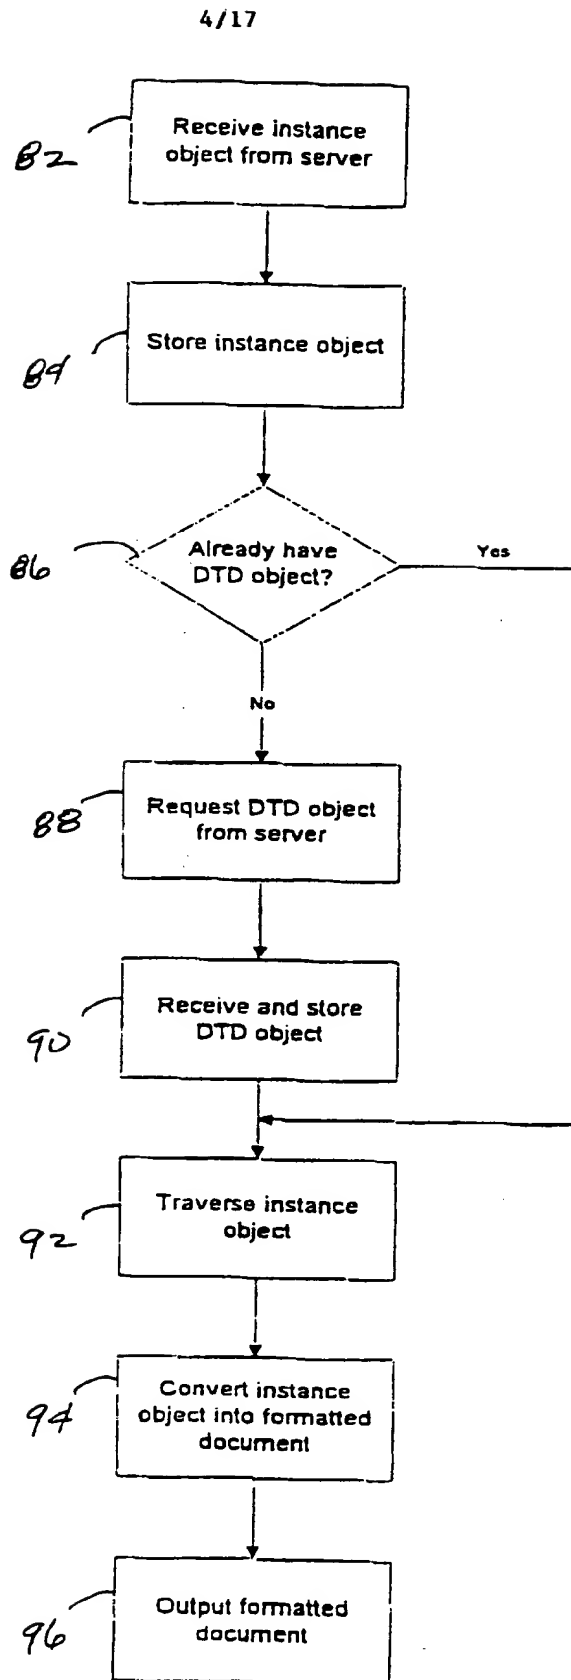 4/17
Receive instance
object from server
82
Store instance object
84
Already have
DTD object?
86
Yes
No
Request DTD object
from server
88
Receive and store
DTD object
90
Traverse instance
object
92
Convert instance
object into formatted
document
94
Output formatted
document
96